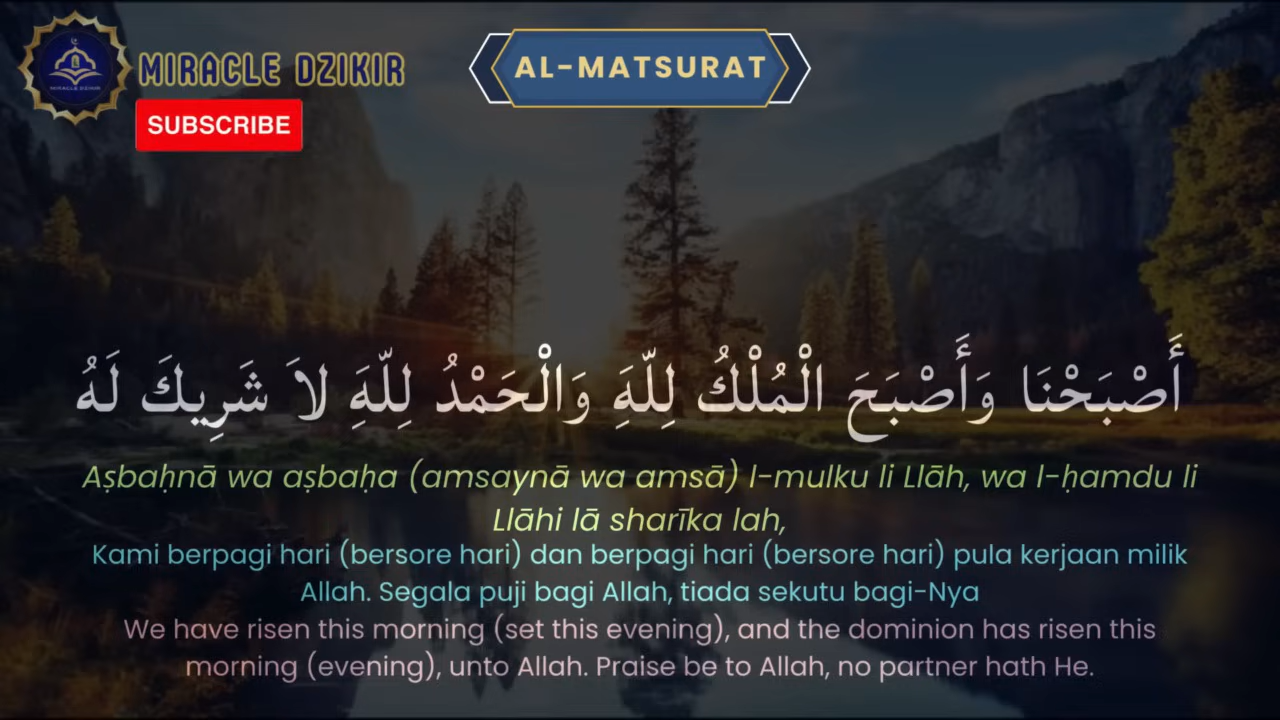 MIRACLE DZIKIR
SUBSCRIBE
AL-MATSURAT
MIRACLE DZIKIR
أَصْبَحْنَا وَأَصْبَحَ الْمُلْكُ لِلّهَِ وَالْحَمْدُ لِلّهَِ لاَ شَرِيكَ لَهُ
Aṣbaḥnā wa aṣbaḥa (amsaynā wa amsā) l-mulku li Llāh, wa l-ḥamdu li
Llāhi lā sharīka lah,
Kami berpagi hari (bersore hari) dan berpagi hari (bersore hari) pula kerjaan milik
Allah. Segala puji bagi Allah, tiada sekutu bagi-Nya
We have risen this morning (set this evening), and the dominion has risen this
morning (evening), unto Allah. Praise be to Allah, no partner hath He.